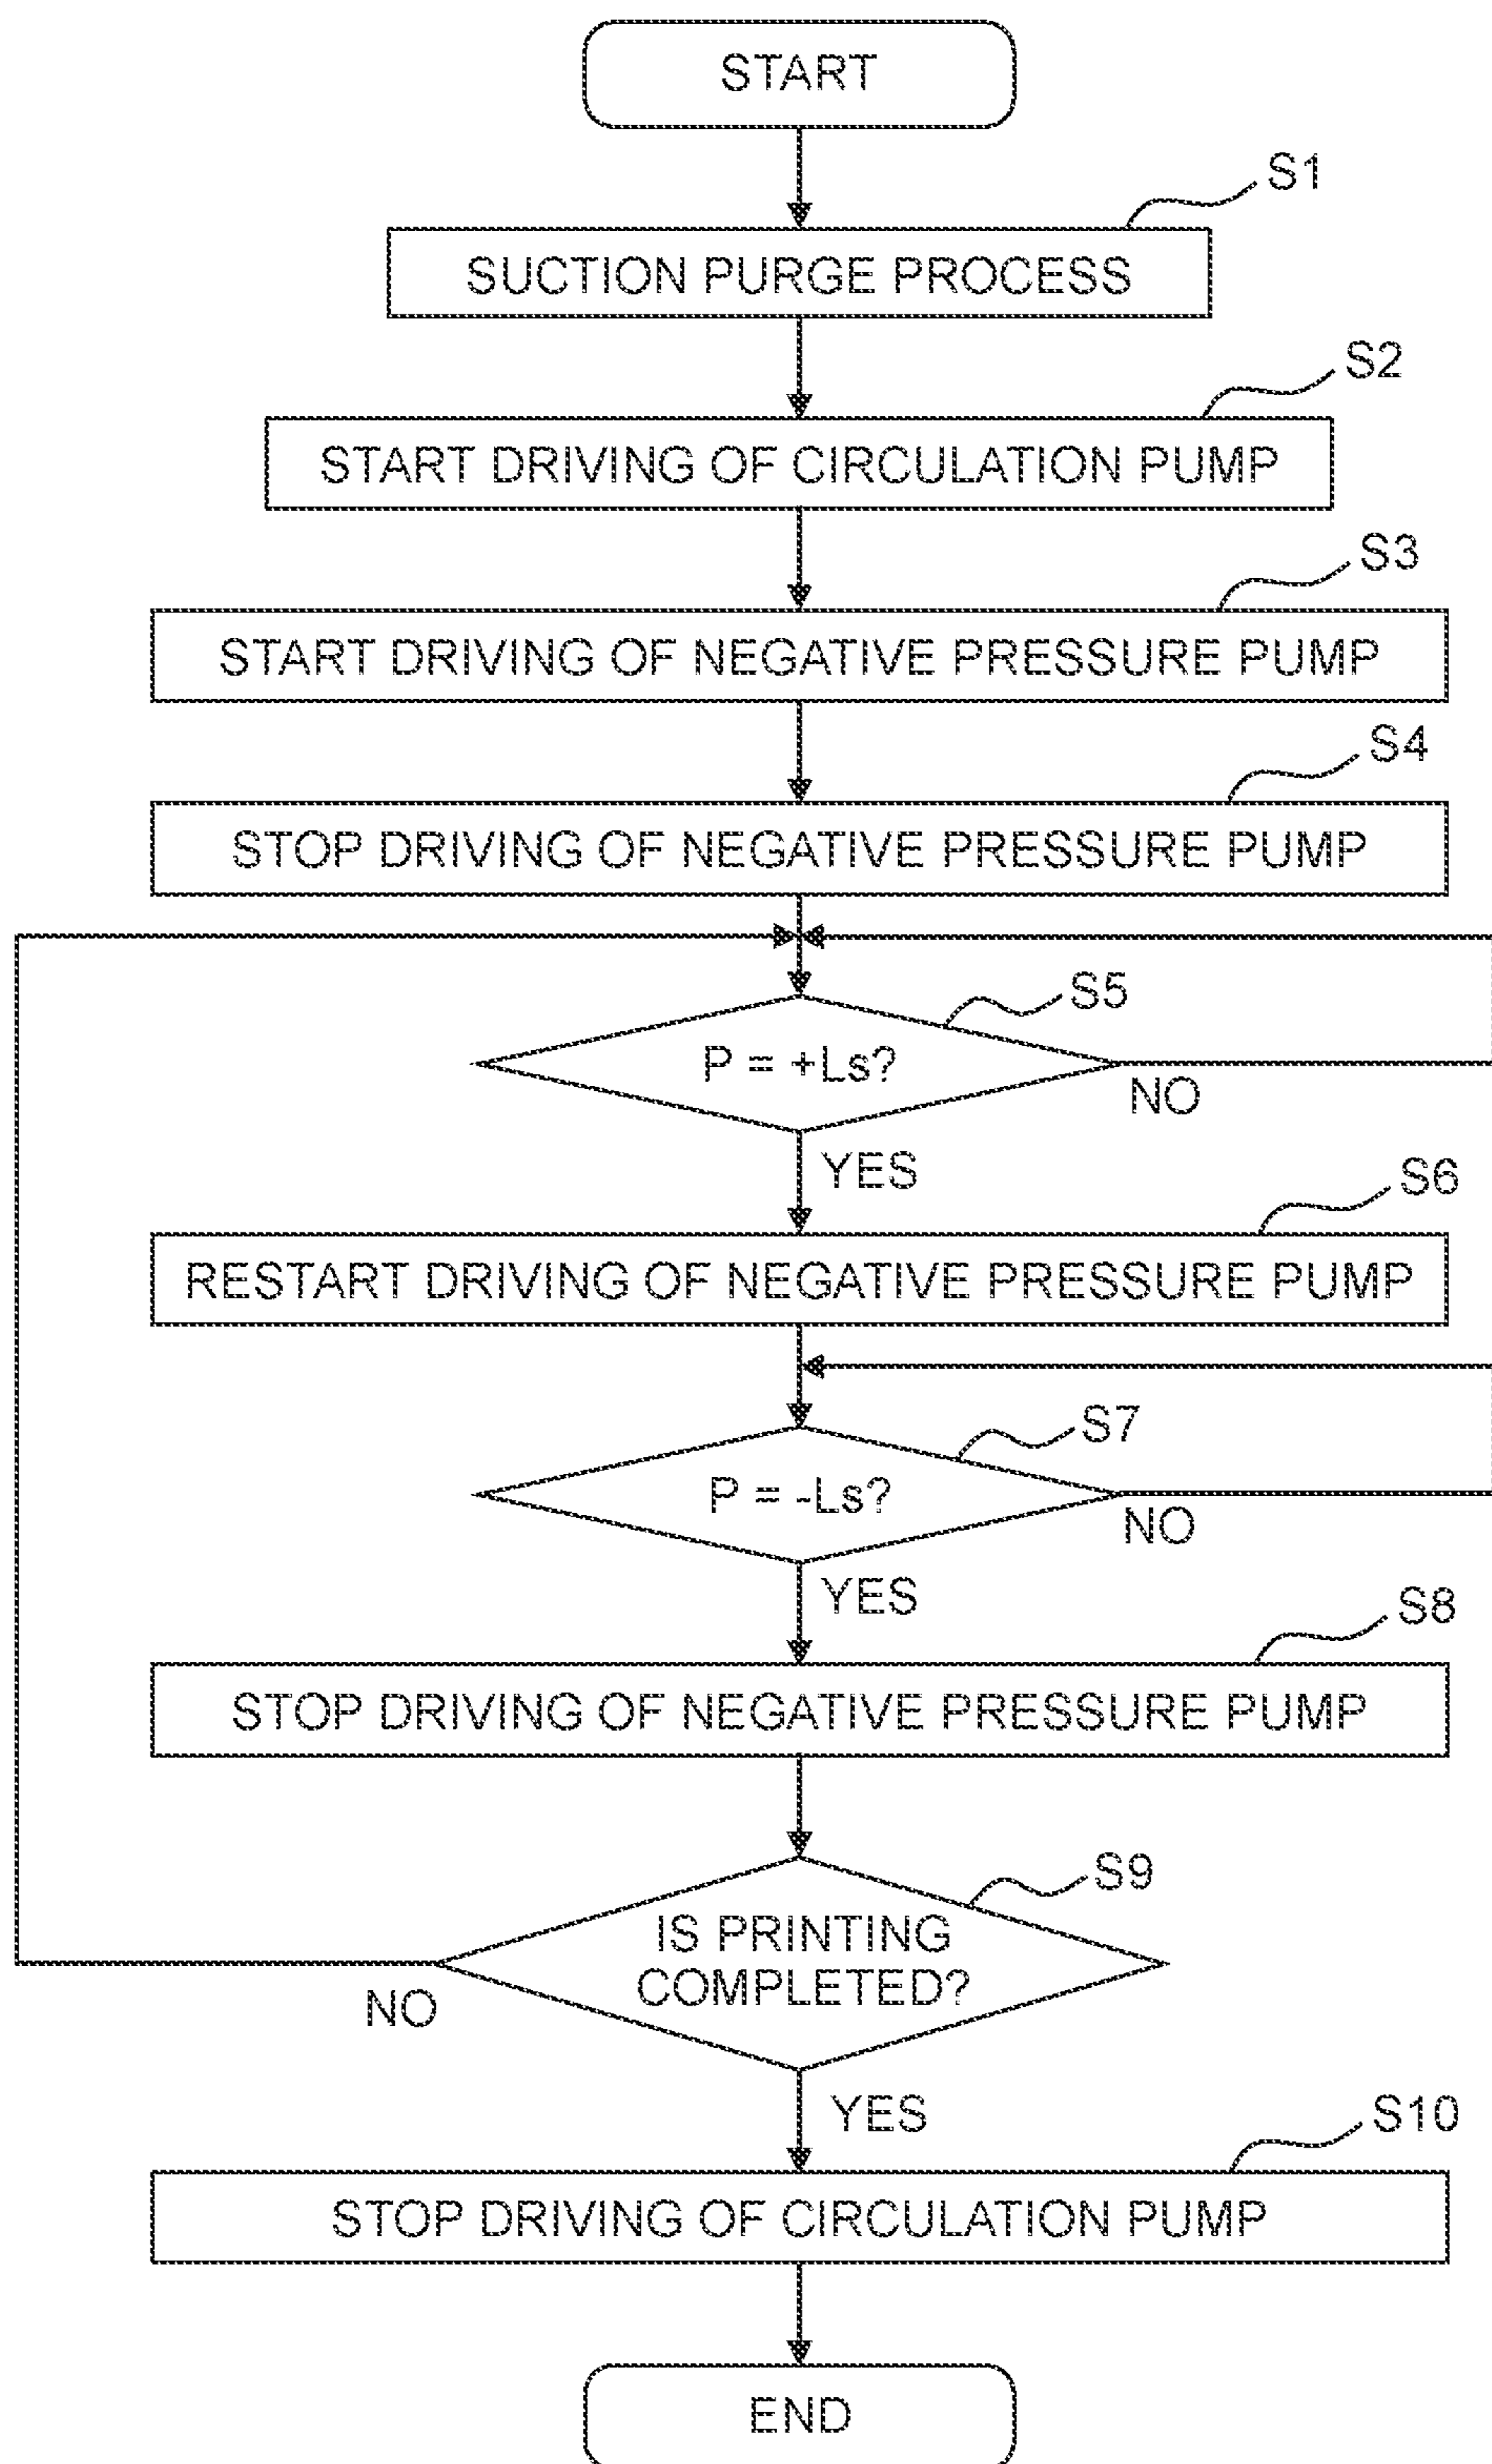 START
S1
SUCTION PURGE PROCESS
S2
START DRIVING OF CIRCULATION PUMP
S3
START DRIVING OF NEGATIVE PRESSURE PUMP
S4
STOP DRIVING OF NEGATIVE PRESSURE PUMP
S5
P = +Ls?
NO
YES
S6
RESTART DRIVING OF NEGATIVE PRESSURE PUMP
S7
P = -Ls?
NO
YES
S8
STOP DRIVING OF NEGATIVE PRESSURE PUMP
S9
IS PRINTING
COMPLETED?
NO
YES
S10
STOP DRIVING OF CIRCULATION PUMP
END